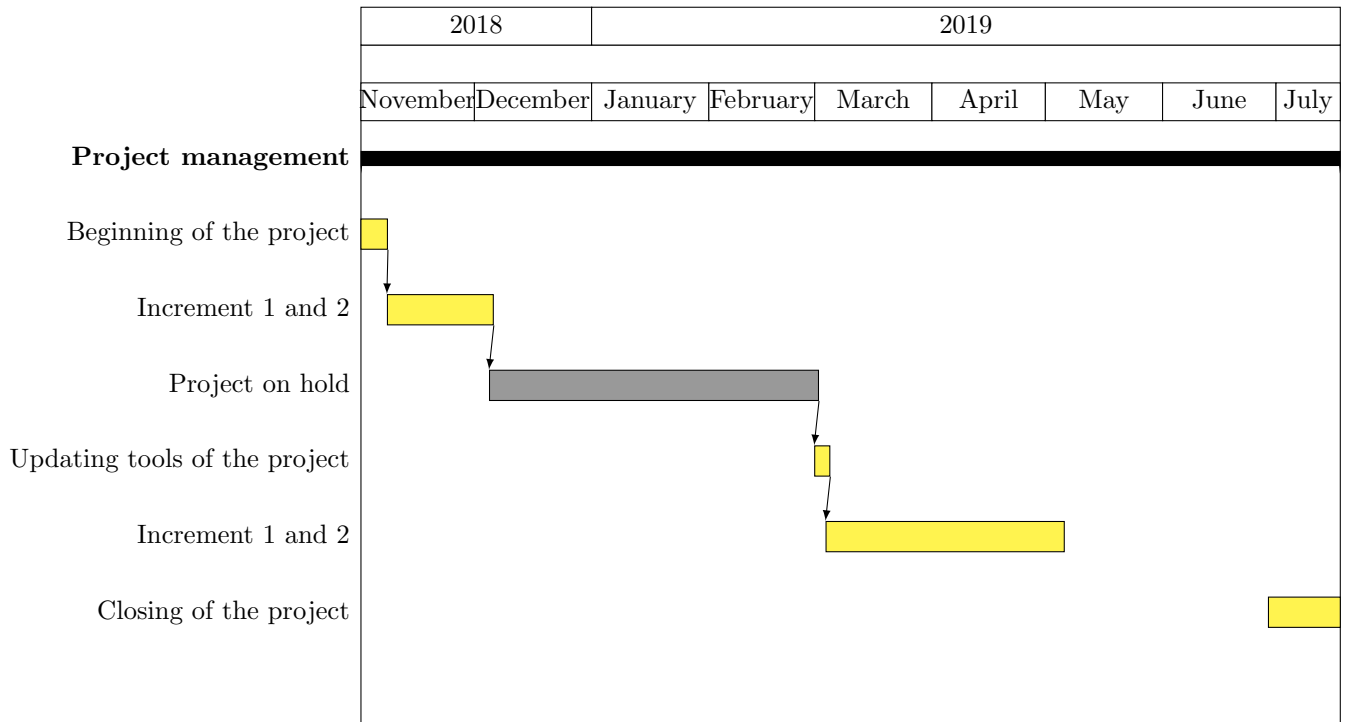 2018 2019
November December January February March April May June July
Project management
Beginning of the project
Increment 1 and 2
Project on hold
Updating tools of the project
Increment 1 and 2
Closing of the project